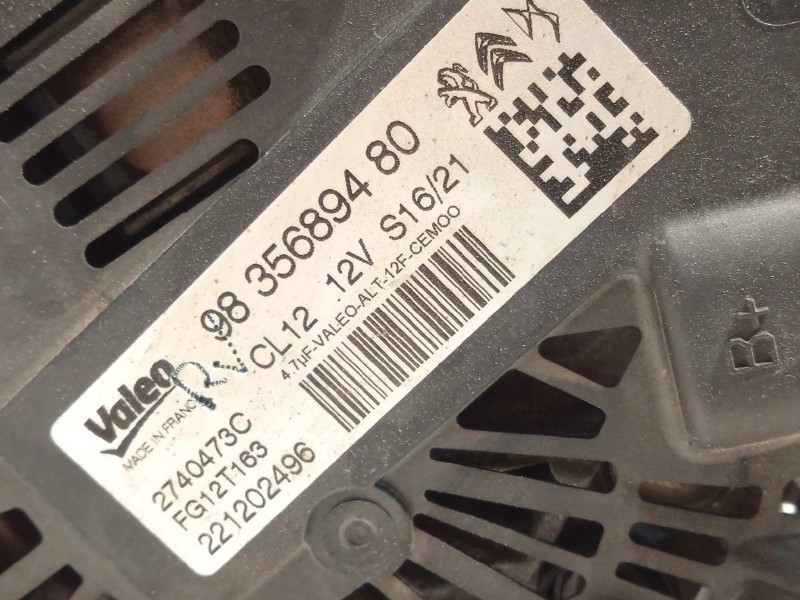 98 356894 80
CL12 12V S16/21
4.7µF-VALEO-ALT-12F-CEMOO
Valeo
MADE IN FRANCE
2740473C
FG12T163
221202496
B+